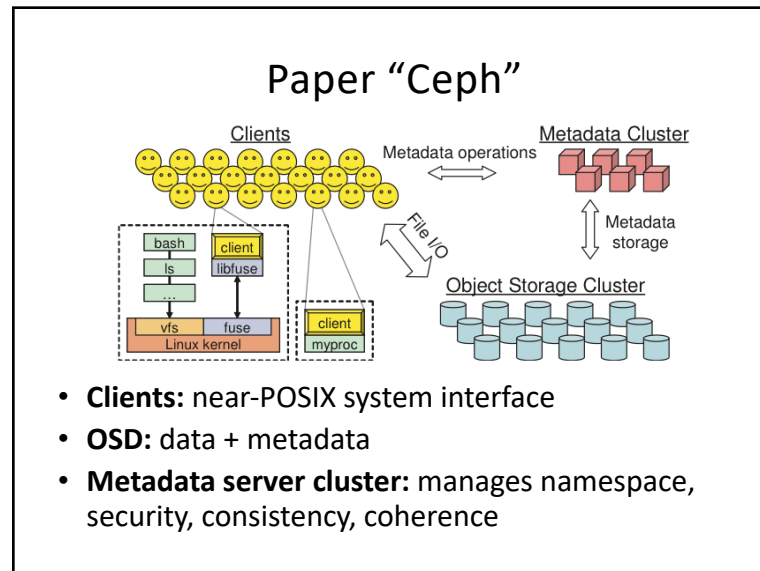 Paper “Ceph”
Clients
Metadata Cluster
Metadata operations
File I/O
Metadata
storage
bash
ls
...
client
libfuse
vfs
fuse
Linux kernel
client
myproc
Object Storage Cluster
• Clients: near-POSIX system interface
• OSD: data + metadata
• Metadata server cluster: manages namespace,
security, consistency, coherence